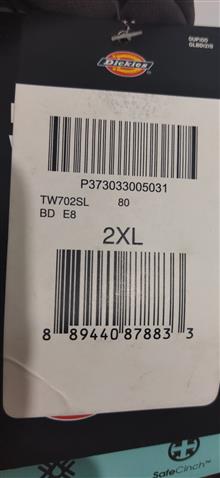 Dickies
P373033005031
TW702SL 80
BD E8
2XL
8 89440 87883 3
SafeCinch